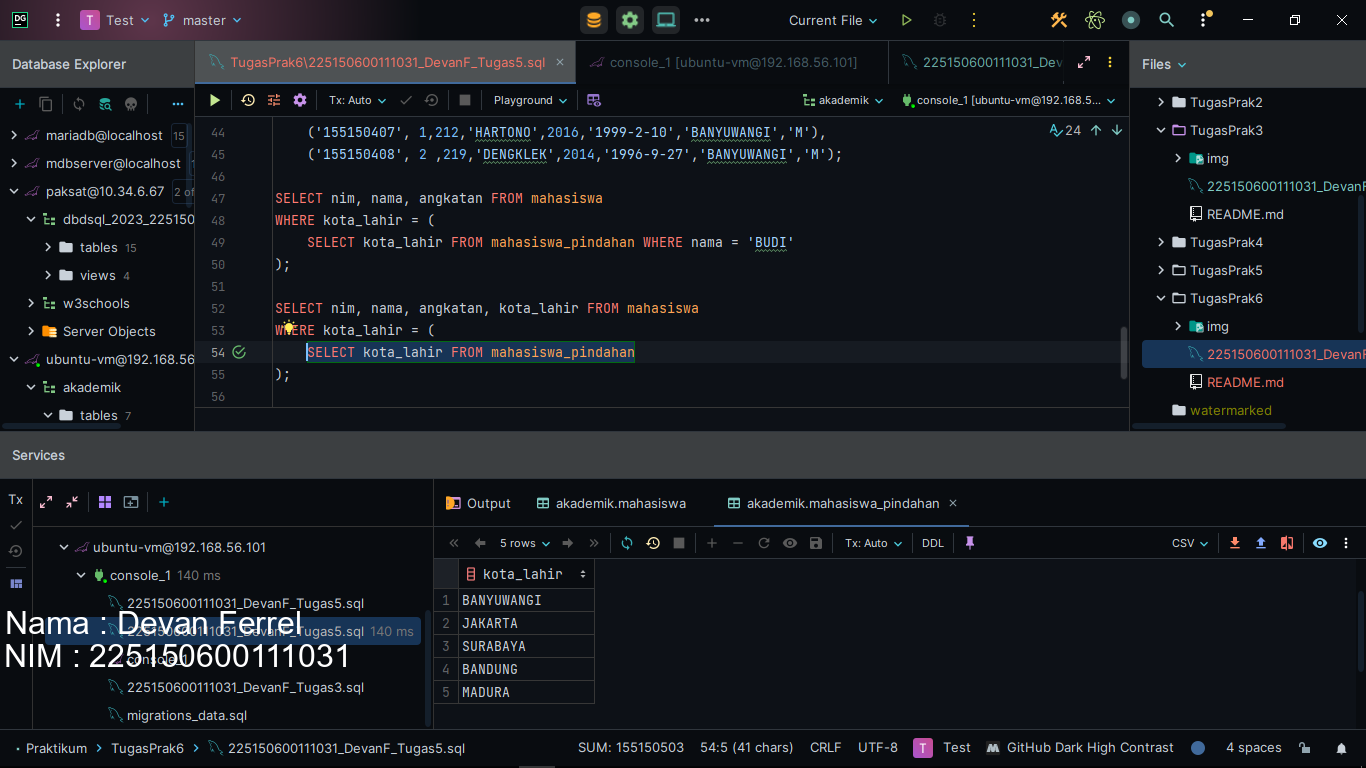 DG
T Test
master
Current File
Database Explorer
TugasPrak6\225150600111031_DevanF_Tugas5.sql
console_1 [ubuntu-vm@192.168.56.101]
225150600111031_Dev
Files
Tx: Auto
Playground
akademik
console_1 [ubuntu-vm@192.168.5...
mariadb@localhost 15
mdbserver@localhost 1
paksat@10.34.6.67 2 of
dbdsql_2023_225150
tables 15
views 4
w3schools
Server Objects
ubuntu-vm@192.168.56
akademik
tables 7
24
44 ('155150407', 1,212,'HARTONO',2016,'1999-2-10','BANYUWANGI','M'),
45 ('155150408', 2 ,219,'DENGKLEK',2014,'1996-9-27','BANYUWANGI','M');
46
47 SELECT nim, nama, angkatan FROM mahasiswa
48 WHERE kota_lahir = (
49 SELECT kota_lahir FROM mahasiswa_pindahan WHERE nama = 'BUDI'
50 );
51
52 SELECT nim, nama, angkatan, kota_lahir FROM mahasiswa
53 WHERE kota_lahir = (
54 SELECT kota_lahir FROM mahasiswa_pindahan
55 );
56
TugasPrak2
TugasPrak3
img
225150600111031_DevanF
README.md
TugasPrak4
TugasPrak5
TugasPrak6
img
225150600111031_DevanF
README.md
watermarked
Services
Tx
ubuntu-vm@192.168.56.101
console_1 140 ms
225150600111031_DevanF_Tugas5.sql
225150600111031_DevanF_Tugas5.sql 140 ms
console_1
225150600111031_DevanF_Tugas3.sql
migrations_data.sql
Nama : Devan Ferrel
NIM : 225150600111031
Output
akademik.mahasiswa
akademik.mahasiswa_pindahan
5 rows
Tx: Auto
DDL
CSV
kota_lahir
1 BANYUWANGI
2 JAKARTA
3 SURABAYA
4 BANDUNG
5 MADURA
Praktikum
TugasPrak6
225150600111031_DevanF_Tugas5.sql
SUM: 155150503
54:5 (41 chars)
CRLF
UTF-8
T Test
GitHub Dark High Contrast
4 spaces